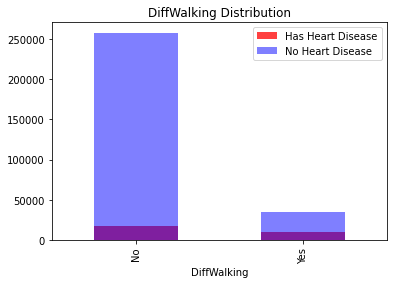 DiffWalking Distribution
Has Heart Disease
No Heart Disease
250000
200000
150000
100000
50000
0
No
Yes
DiffWalking